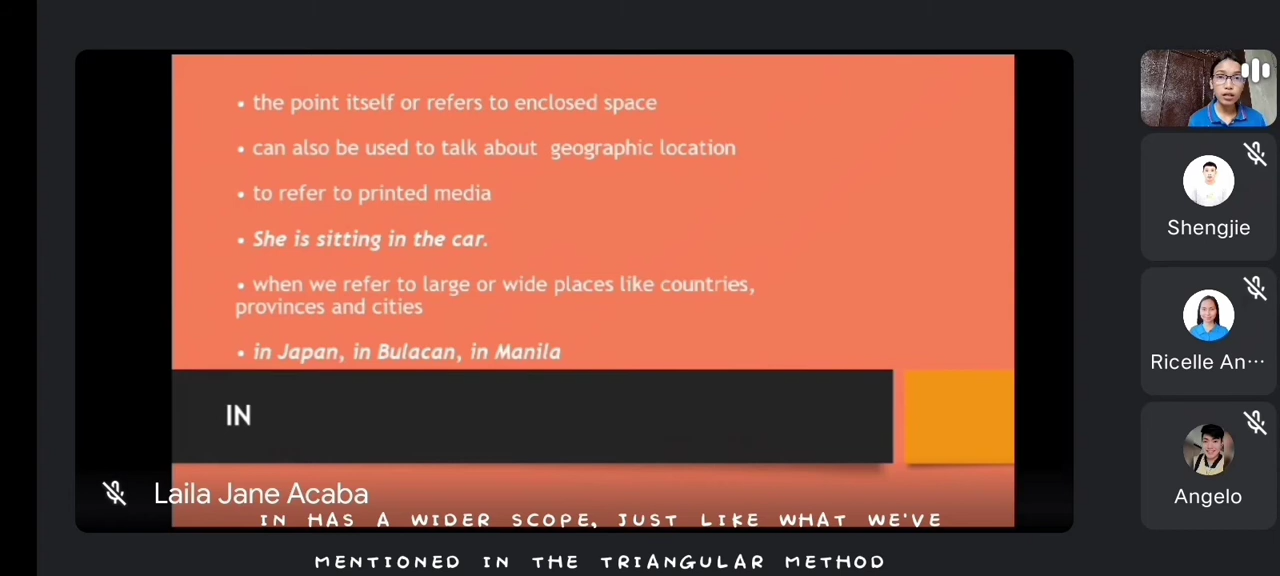 • the point itself or refers to enclosed space
• can also be used to talk about geographic location
• to refer to printed media
• She is sitting in the car.
• when we refer to large or wide places like countries,
provinces and cities
• in Japan, in Bulacan, in Manila
IN
Laila Jane Acaba
IN HAS A WIDER SCOPE, JUST LIKE WHAT WE'VE
MENTIONED IN THE TRIANGULAR METHOD
Shengjie
Ricelle An...
Angelo